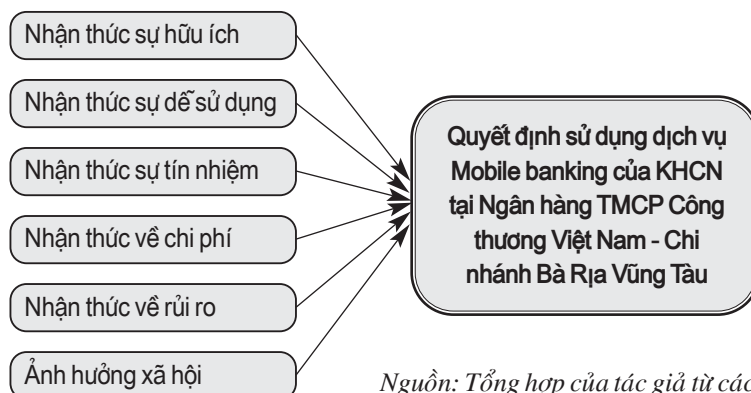 Nhận thức sự hữu ích
Nhận thức sự dễ sử dụng
Nhận thức sự tín nhiệm
Nhận thức về chi phí
Nhận thức về rủi ro
Ảnh hưởng xã hội
Quyết định sử dụng dịch vụ
Mobile banking của KHCN
tại Ngân hàng TMCP Công
thương Việt Nam - Chi
nhánh Bà Rịa Vũng Tàu
Nguồn: Tổng hợp của tác giả từ các